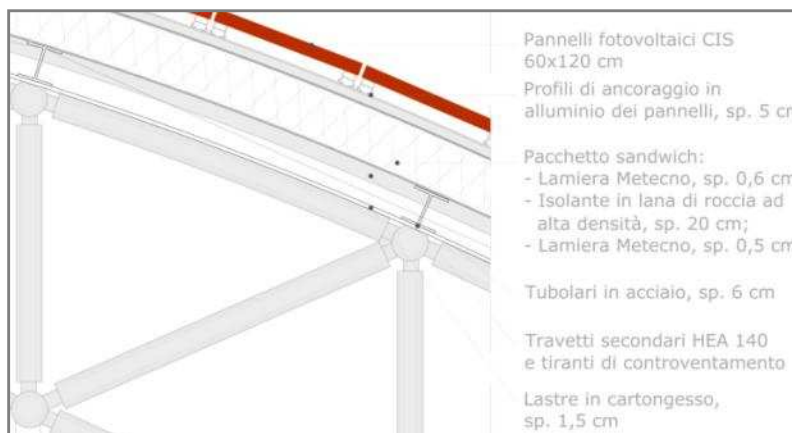 Pannelli fotovoltaici CIS
60x120 cm
Profili di ancoraggio in
alluminio dei pannelli, sp. 5 cm
Pacchetto sandwich:
- Lamiera Metecno, sp. 0,6 cm
- Isolante in lana di roccia ad
alta densità, sp. 20 cm;
- Lamiera Metecno, sp. 0,5 cm
Tubolari in acciaio, sp. 6 cm
Travetti secondari HEA 140
e tiranti di controventamento
Lastre in cartongesso,
sp. 1,5 cm